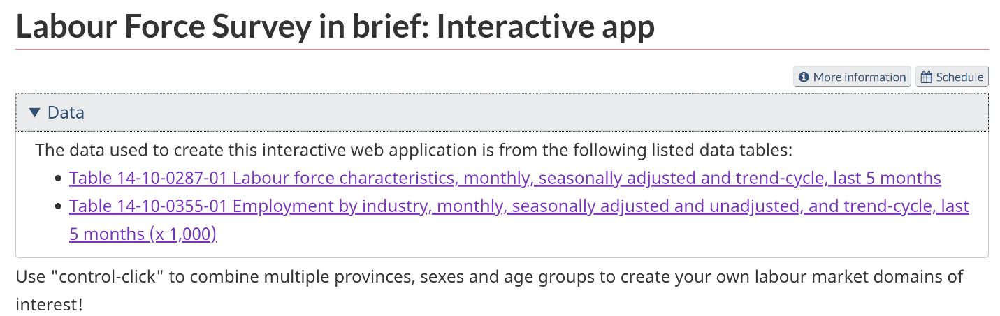 Labour Force Survey in brief: Interactive app
More information
Schedule
Data
The data used to create this interactive web application is from the following listed data tables:
Table 14-10-0287-01 Labour force characteristics, monthly, seasonally adjusted and trend-cycle, last 5 months
Table 14-10-0355-01 Employment by industry, monthly, seasonally adjusted and unadjusted, and trend-cycle, last
5 months (x 1,000)
Use "control-click" to combine multiple provinces, sexes and age groups to create your own labour market domains of
interest!